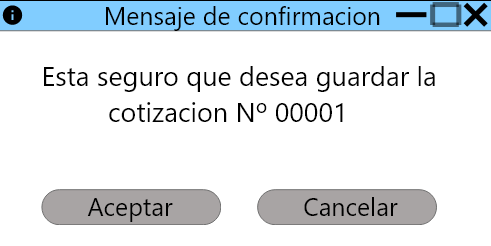 Mensaje de confirmacion
Esta seguro que desea guardar la
cotizacion Nº 00001
Aceptar
Cancelar